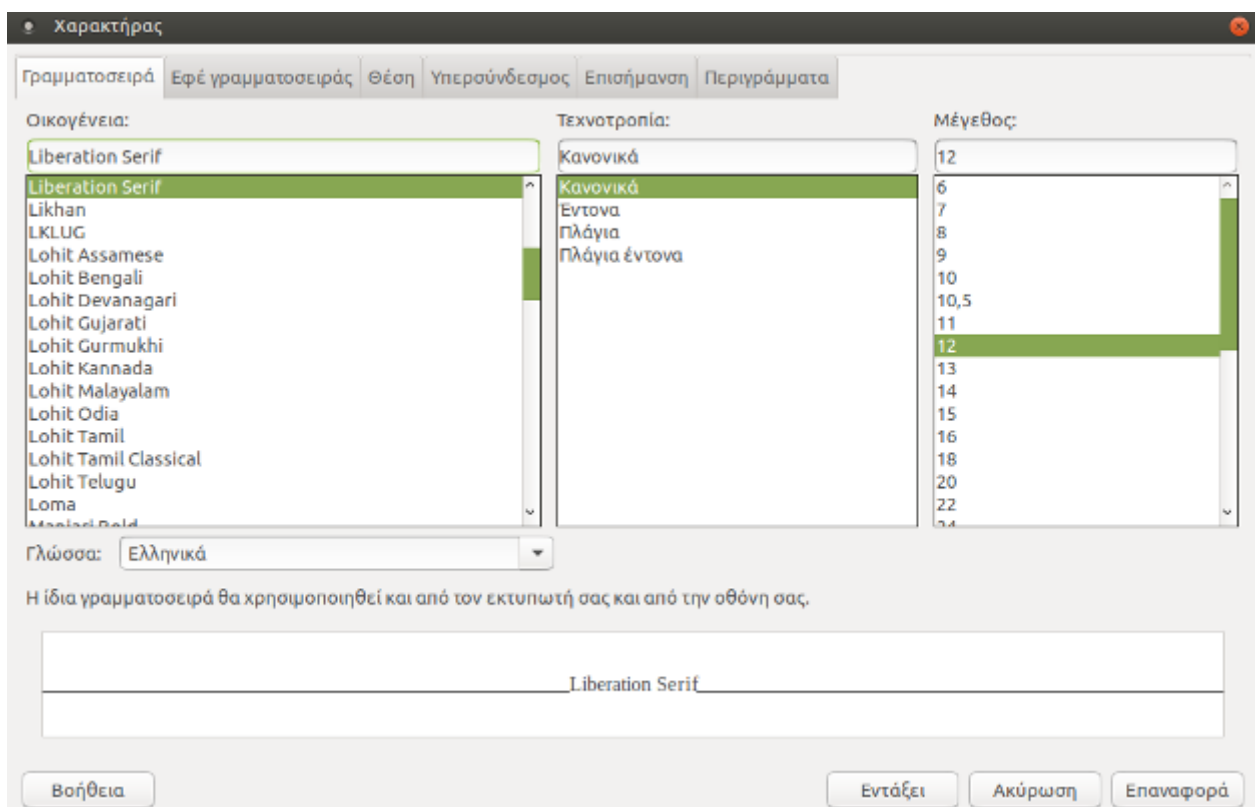 Χαρακτήρας
Γραμματοσειρά Εφέ γραμματοσειράς Θέση Υπερσύνδεσμος Επισήμανση Περιγράμματα
Οικογένεια: Τεχνοτροπία: Μέγεθος:
Liberation Serif Κανονικά 12
Liberation Serif Κανονικά 6
Likhan Έντονα 7
LKLUG Πλάγια 8
Lohit Assamese Πλάγια έντονα 9
Lohit Bengali 10
Lohit Devanagari 10,5
Lohit Gujarati 11
Lohit Gurmukhi 12
Lohit Kannada 13
Lohit Malayalam 14
Lohit Odia 15
Lohit Tamil 16
Lohit Tamil Classical 18
Lohit Telugu 20
Loma 22
Manjari Bold 24
Γλώσσα: Ελληνικά
Η ίδια γραμματοσειρά θα χρησιμοποιηθεί και από τον εκτυπωτή σας και από την οθόνη σας.
Liberation Serif
Βοήθεια Εντάξει Ακύρωση Επαναφορά